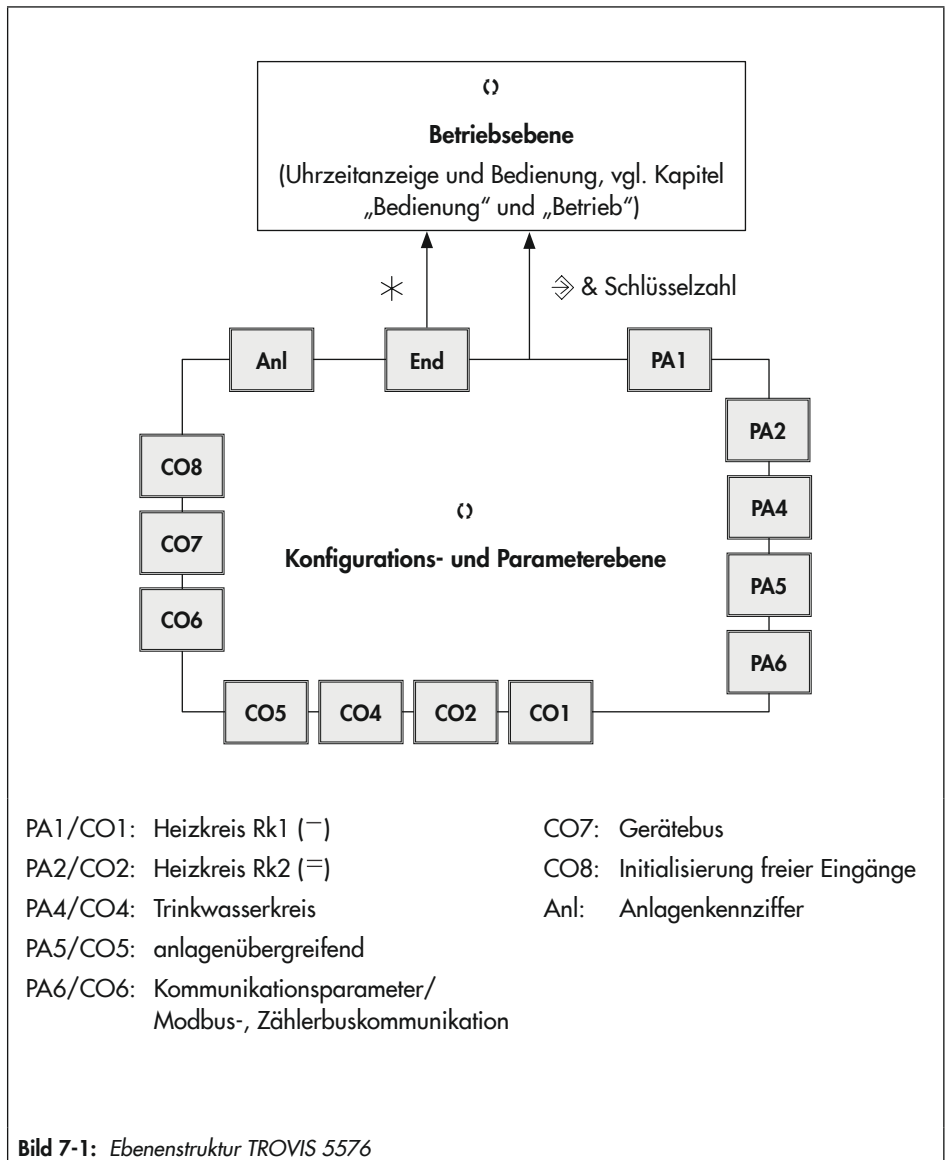 Betriebsebene
(Uhrzeitanzeige und Bedienung, vgl. Kapitel
„Bedienung“ und „Betrieb“)
& Schlüsselzahl
Anl
End
PA1
PA2
PA4
PA5
PA6
CO8
CO7
CO6
Konfigurations- und Parameterebene
CO5
CO4
CO2
CO1
PA1/CO1: Heizkreis Rk1 (¯)
PA2/CO2: Heizkreis Rk2 (=)
PA4/CO4: Trinkwasserkreis
PA5/CO5: anlagenübergreifend
PA6/CO6: Kommunikationsparameter/
Modbus-, Zählerbuskommunikation
CO7: Gerätebus
CO8: Initialisierung freier Eingänge
Anl: Anlagenkennziffer
Bild 7-1: Ebenenstruktur TROVIS 5576